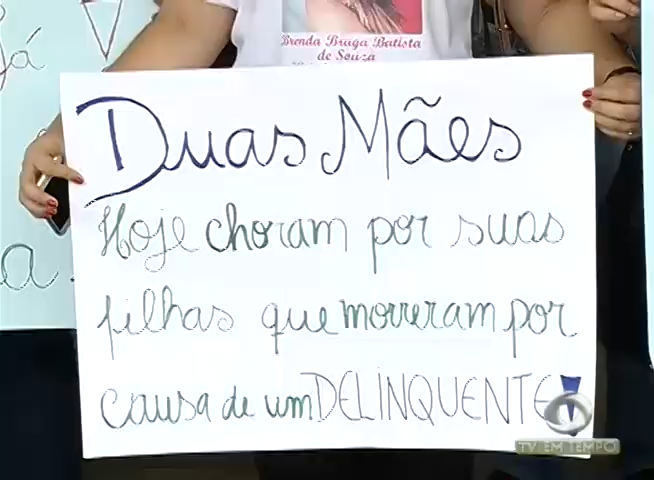 já
Brenda Braga Batista
de Souza
Duas Mães
Hoje choram por suas
filhas que morreram por
causa de um DELINQUENTE!
a.
TV EM TEMPO